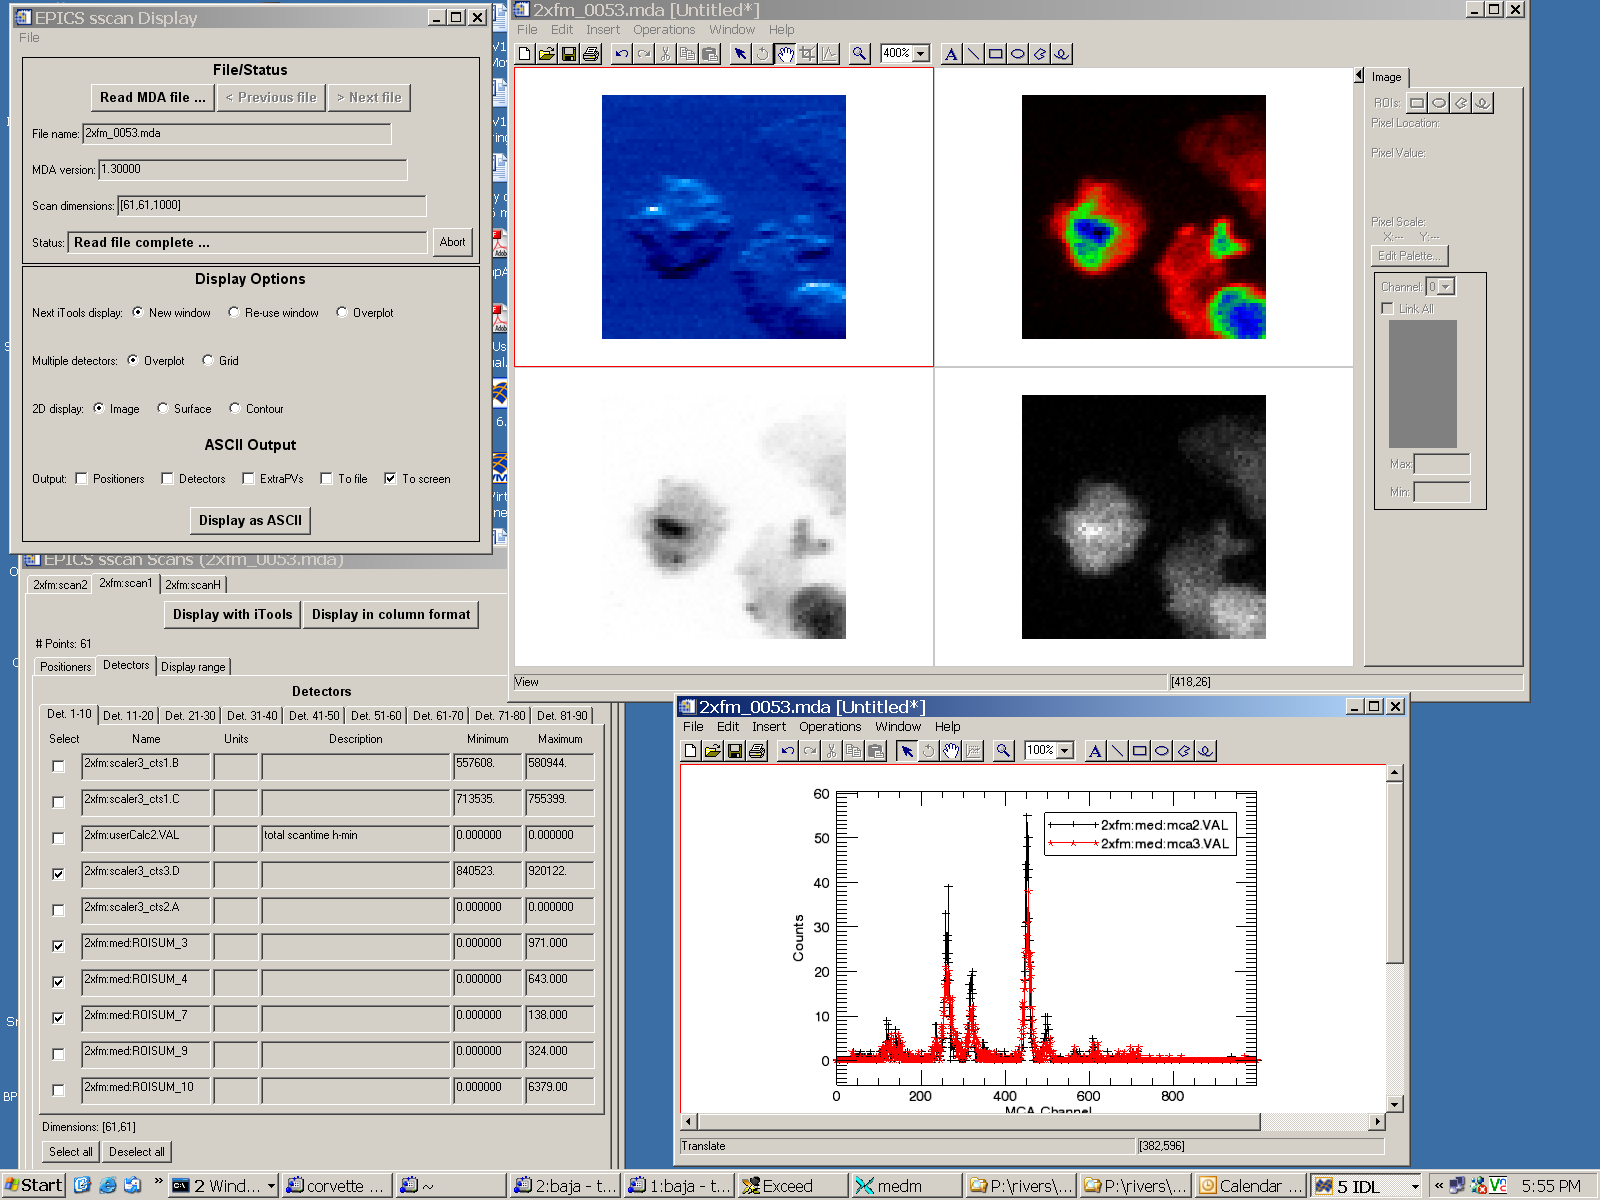 EPICS sscan Display
File
File/Status
Read MDA file ... < Previous file > Next file
File name: 2xfm_0053.mda
MDA version: 1.30000
Scan dimensions: [61,61,1000]
Status: Read file complete ... Abort
Display Options
Next iTools display: New window Re-use window Overplot
Multiple detectors: Overplot Grid
2D display: Image Surface Contour
ASCII Output
Output: Positioners Detectors ExtraPVs To file To screen
Display as ASCII
EPICS sscan Scans (2xfm_0053.mda)
2xfm:scan2 2xfm:scan1 2xfm:scanH
Display with iTools Display in column format
# Points: 61
Positioners Detectors Display range
Detectors
Det. 1-10 Det. 11-20 Det. 21-30 Det. 31-40 Det. 41-50 Det. 51-60 Det. 61-70 Det. 71-80 Det. 81-90
Select Name Units Description Minimum Maximum
2xfm:scaler3_cts1.B 557608. 580944.
2xfm:scaler3_cts1.C 713535. 755399.
2xfm:userCalc2.VAL total scantime h-min 0.000000 0.000000
2xfm:scaler3_cts3.D 840523. 920122.
2xfm:scaler3_cts2.A 0.000000 0.000000
2xfm:med:ROISUM_3 0.000000 971.000
2xfm:med:ROISUM_4 0.000000 643.000
2xfm:med:ROISUM_7 0.000000 138.000
2xfm:med:ROISUM_9 0.000000 324.000
2xfm:med:ROISUM_10 0.000000 6379.00
Dimensions: [61,61]
Select all Deselect all
2xfm_0053.mda [Untitled*]
File Edit Insert Operations Window Help
400% A
Image
ROIs:
Pixel Location:
Pixel Value:
Pixel Scale:
X:--- Y:---
Edit Palette...
Channel: 0
Link All
Max:
Min:
View [418,26]
2xfm_0053.mda [Untitled*]
File Edit Insert Operations Window Help
100% A
60
50
40
30
20
10
0
Counts
2xfm:med:mca2.VAL
2xfm:med:mca3.VAL
0 200 400 600 800
MCA Channel
Translate [382,596]
Start » 2 Wind... corvette ... ~ 2:baja - t... 1:baja - t... Exceed medm P:\rivers\... P:\rivers\... Calendar ... 5 IDL « 5:55 PM